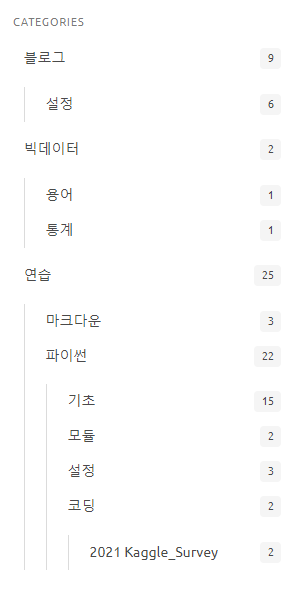 CATEGORIES
블로그 9
설정 6
빅데이터 2
용어 1
통계 1
연습 25
마크다운 3
파이썬 22
기초 15
모듈 2
설정 3
코딩 2
2021 Kaggle_Survey 2